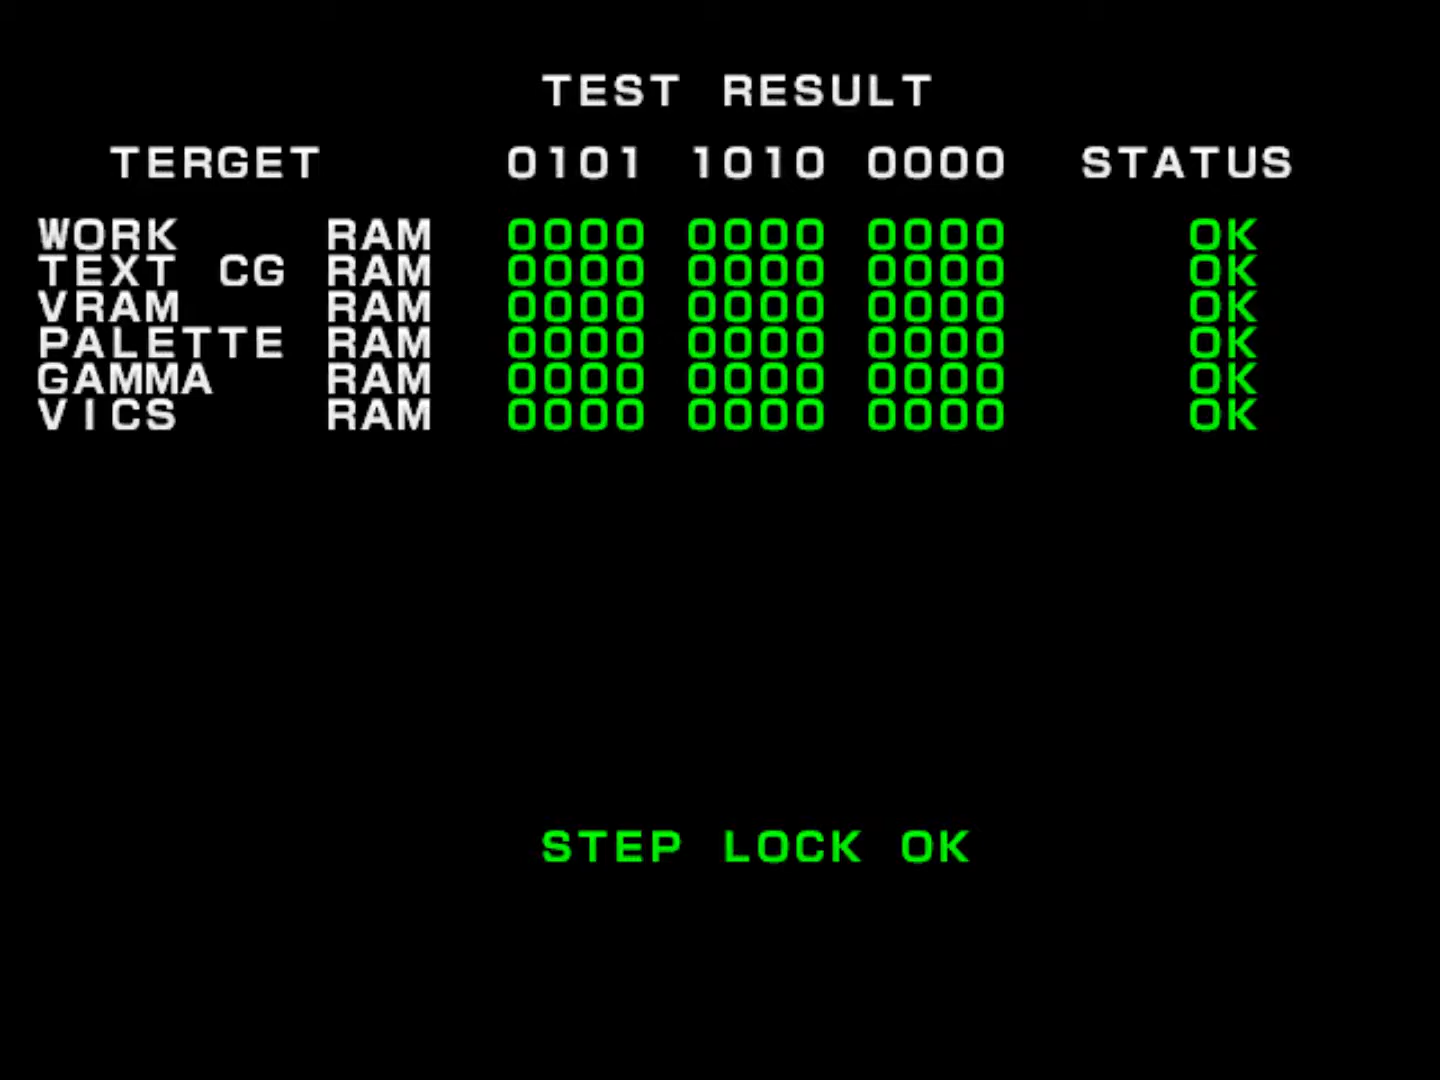 TEST RESULT
TERGET 0101 1010 0000 STATUS
WORK RAM 0000 0000 0000 OK
TEXT CG RAM 0000 0000 0000 OK
VRAM RAM 0000 0000 0000 OK
PALETTE RAM 0000 0000 0000 OK
GAMMA RAM 0000 0000 0000 OK
VICS RAM 0000 0000 0000 OK
STEP LOCK OK